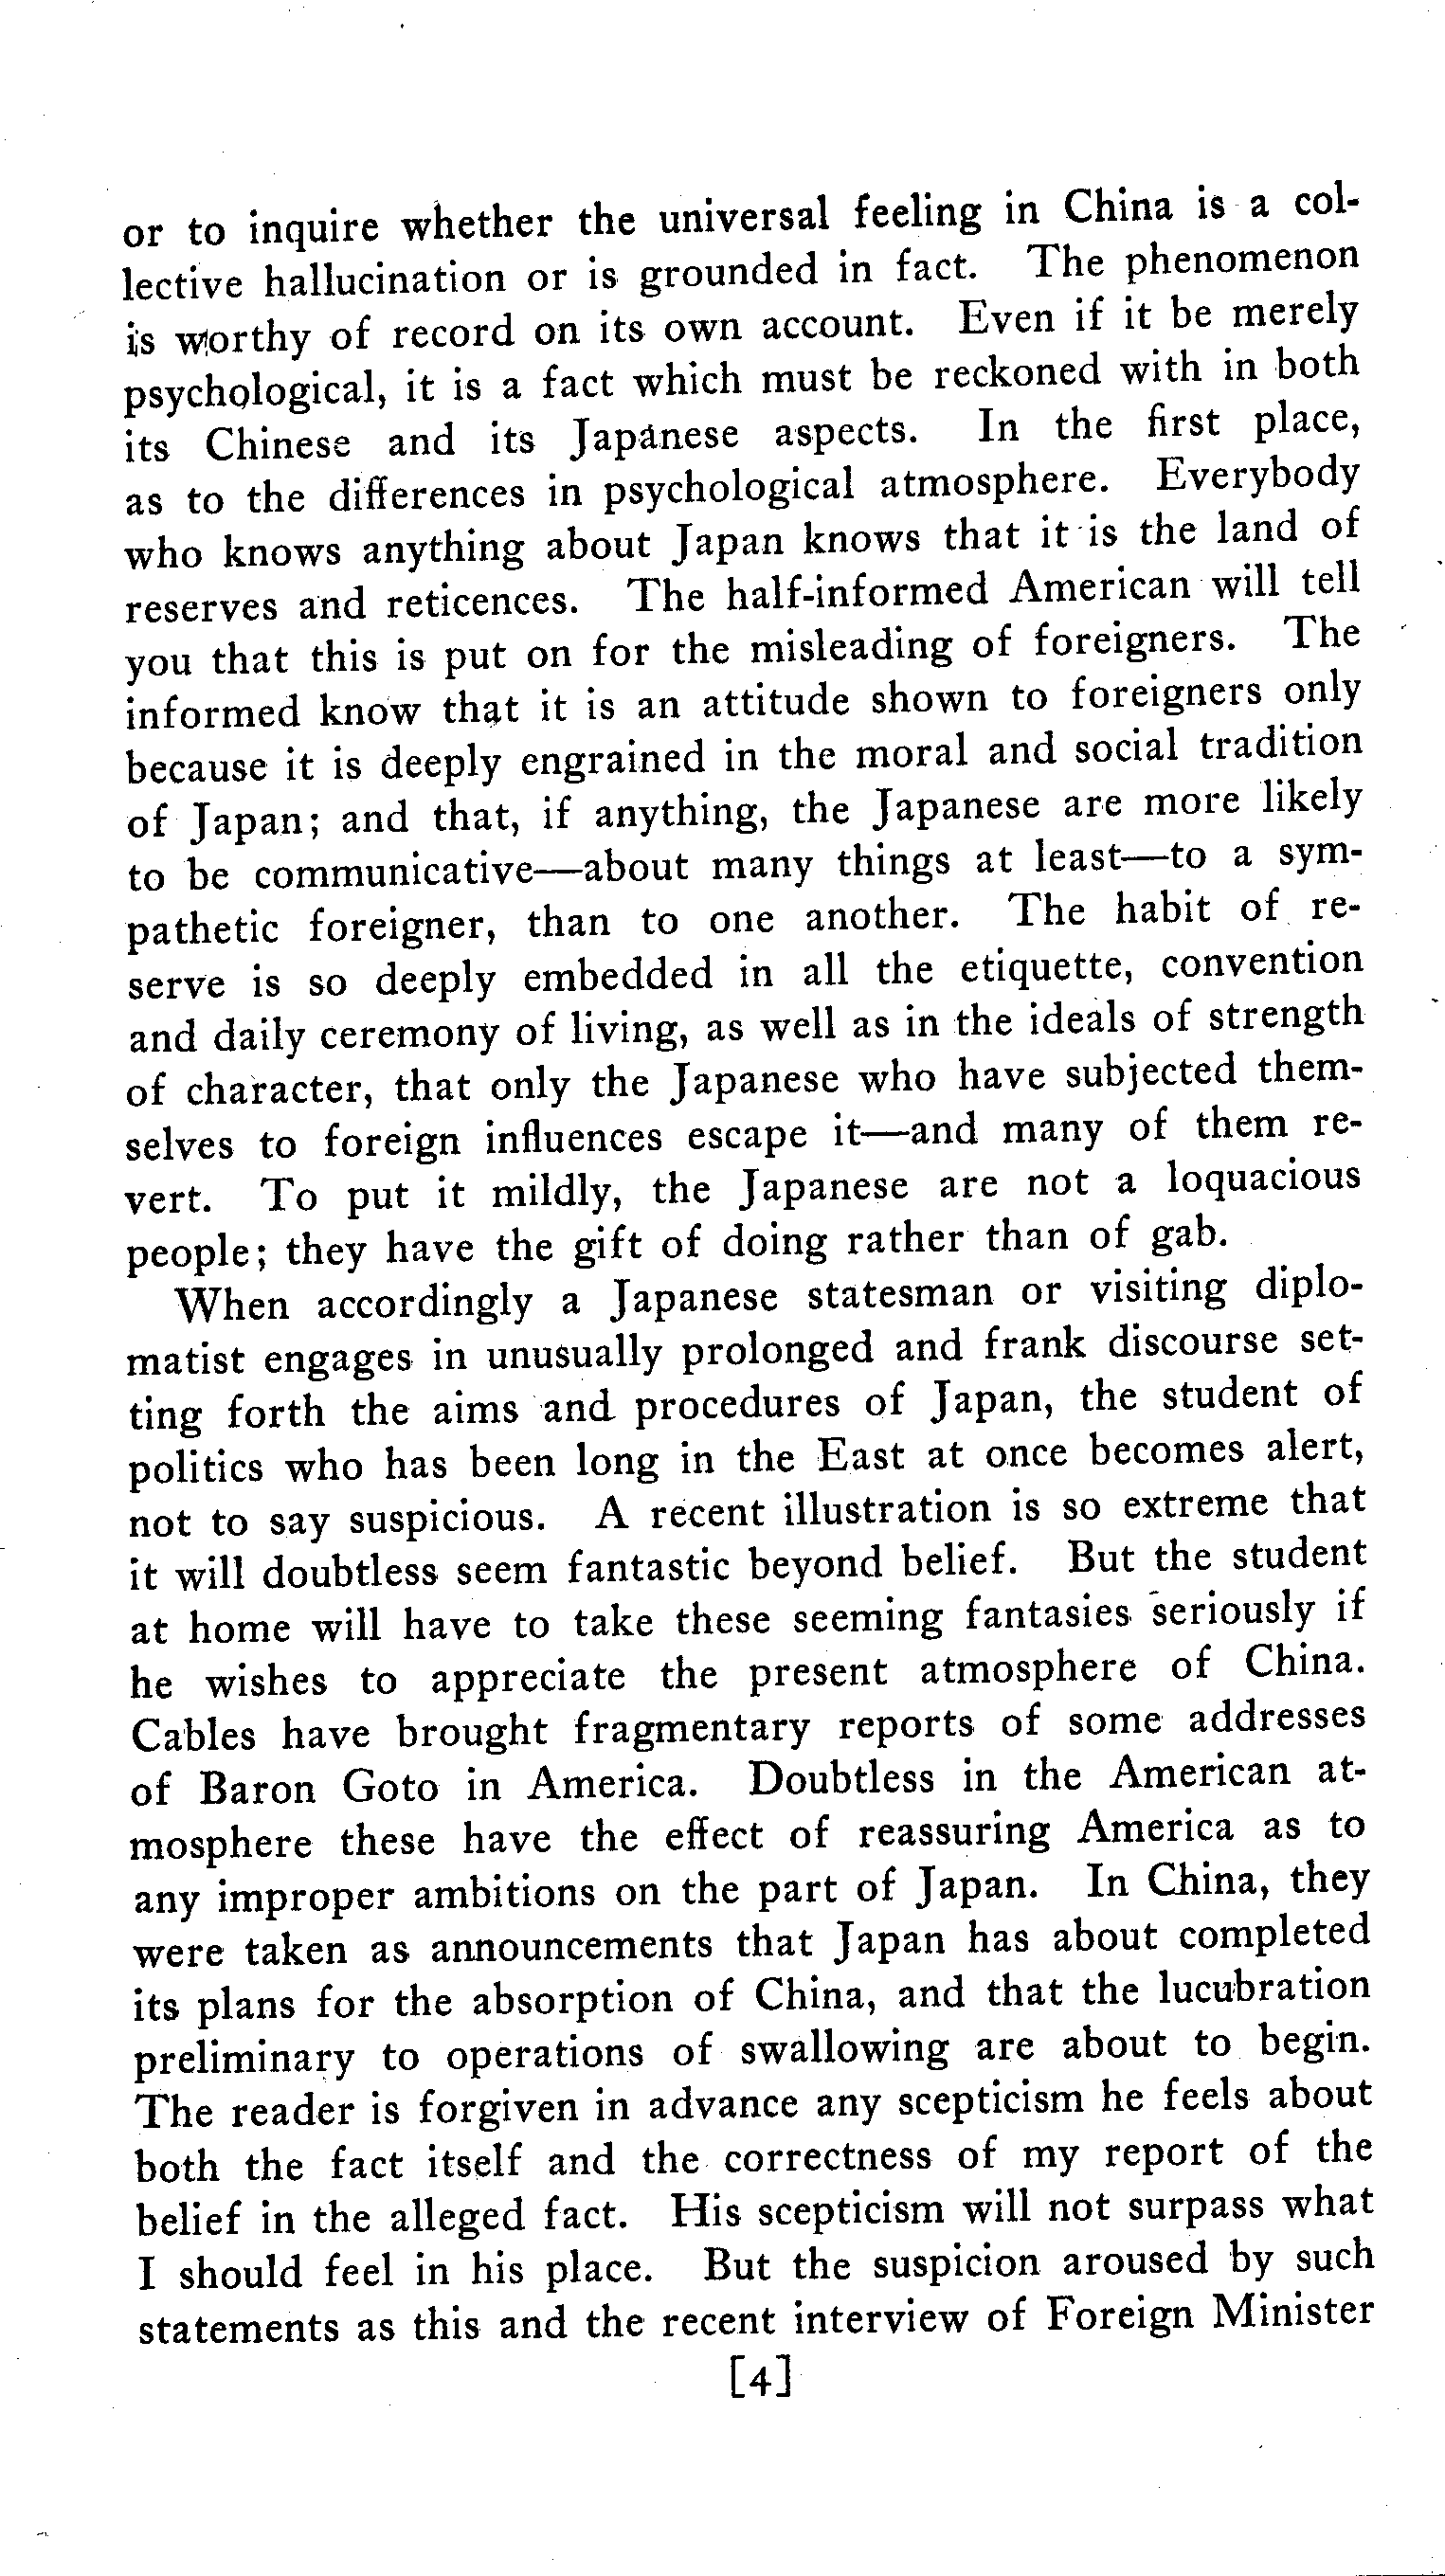 or to inquire whether the universal feeling in China is a col-
lective hallucination or is grounded in fact. The phenomenon
is worthy of record on its own account. Even if it be merely
psychological, it is a fact which must be reckoned with in both
its Chinese and its Japanese aspects. In the first place,
as to the differences in psychological atmosphere. Everybody
who knows anything about Japan knows that it is the land of
reserves and reticences. The half-informed American will tell
you that this is put on for the misleading of foreigners. The
informed know that it is an attitude shown to foreigners only
because it is deeply engrained in the moral and social tradition
of Japan; and that, if anything, the Japanese are more likely
to be communicative—about many things at least—to a sym-
pathetic foreigner, than to one another. The habit of re-
serve is so deeply embedded in all the etiquette, convention
and daily ceremony of living, as well as in the ideals of strength
of character, that only the Japanese who have subjected them-
selves to foreign influences escape it—and many of them re-
vert. To put it mildly, the Japanese are not a loquacious
people; they have the gift of doing rather than of gab.
When accordingly a Japanese statesman or visiting diplo-
matist engages in unusually prolonged and frank discourse set-
ting forth the aims and procedures of Japan, the student of
politics who has been long in the East at once becomes alert,
not to say suspicious. A recent illustration is so extreme that
it will doubtless seem fantastic beyond belief. But the student
at home will have to take these seeming fantasies seriously if
he wishes to appreciate the present atmosphere of China.
Cables have brought fragmentary reports of some addresses
of Baron Goto in America. Doubtless in the American at-
mosphere these have the effect of reassuring America as to
any improper ambitions on the part of Japan. In China, they
were taken as announcements that Japan has about completed
its plans for the absorption of China, and that the lucubration
preliminary to operations of swallowing are about to begin.
The reader is forgiven in advance any scepticism he feels about
both the fact itself and the correctness of my report of the
belief in the alleged fact. His scepticism will not surpass what
I should feel in his place. But the suspicion aroused by such
statements as this and the recent interview of Foreign Minister
[4]